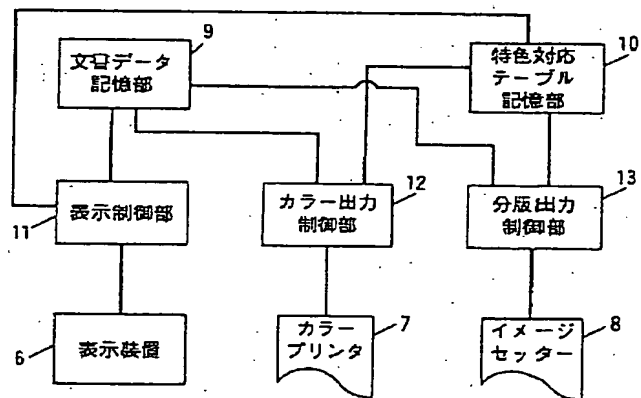 9
文書データ
記憶部
10
特色対応
テーブル
記憶部
11
表示制御部
12
カラー出力
制御部
13
分版出力
制御部
6
表示装置
7
カラー
プリンタ
8
イメージ
セッター